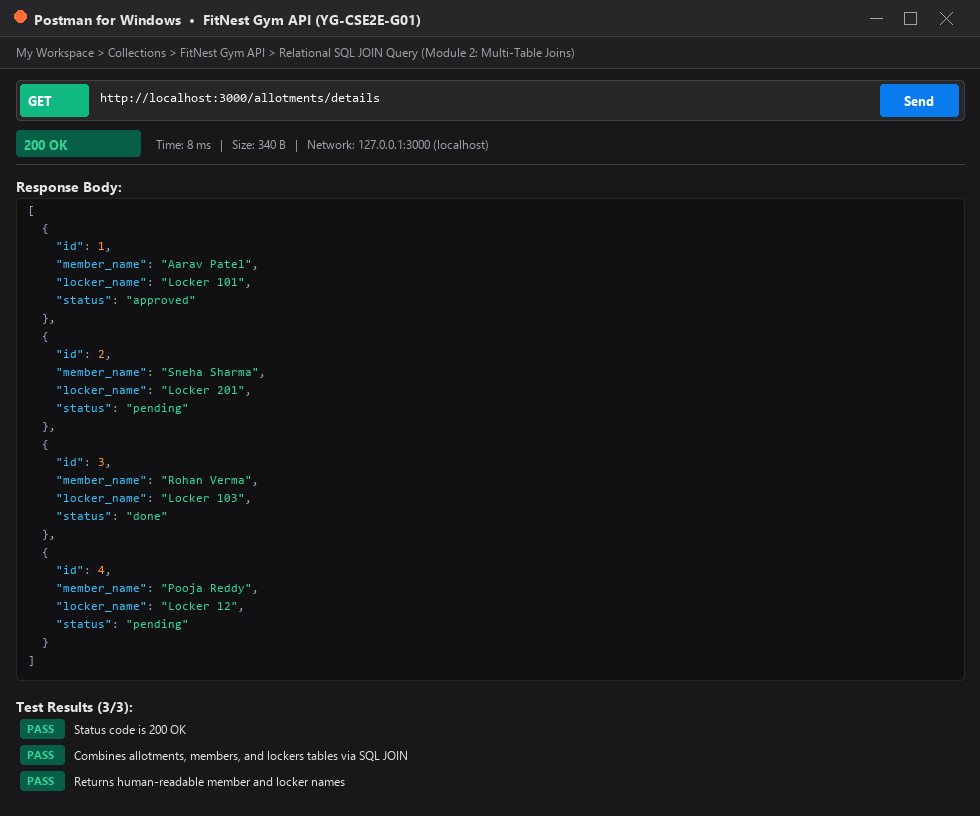 Postman for Windows • FitNest Gym API (YG-CSE2E-G01)
My Workspace > Collections > FitNest Gym API > Relational SQL JOIN Query (Module 2: Multi-Table Joins)
GET http://localhost:3000/allotments/details Send
200 OK Time: 8 ms | Size: 340 B | Network: 127.0.0.1:3000 (localhost)
Response Body:
[
  {
    "id": 1,
    "member_name": "Aarav Patel",
    "locker_name": "Locker 101",
    "status": "approved"
  },
  {
    "id": 2,
    "member_name": "Sneha Sharma",
    "locker_name": "Locker 201",
    "status": "pending"
  },
  {
    "id": 3,
    "member_name": "Rohan Verma",
    "locker_name": "Locker 103",
    "status": "done"
  },
  {
    "id": 4,
    "member_name": "Pooja Reddy",
    "locker_name": "Locker 12",
    "status": "pending"
  }
]
Test Results (3/3):
PASS Status code is 200 OK
PASS Combines allotments, members, and lockers tables via SQL JOIN
PASS Returns human-readable member and locker names